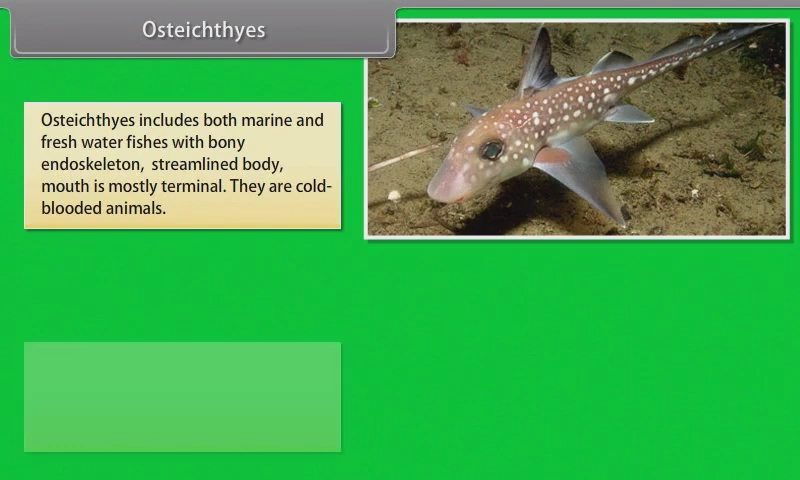 Osteichthyes
Osteichthyes includes both marine and
fresh water fishes with bony
endoskeleton, streamlined body,
mouth is mostly terminal. They are cold-
blooded animals.